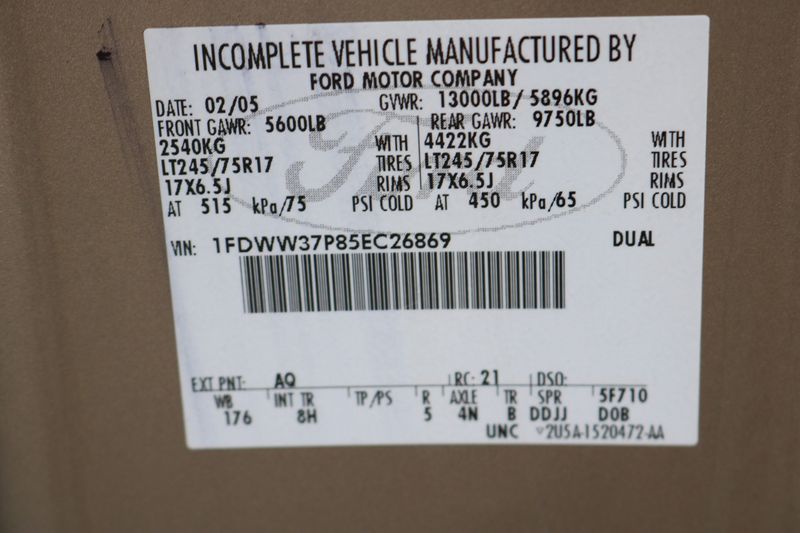 INCOMPLETE VEHICLE MANUFACTURED BY
FORD MOTOR COMPANY
DATE: 02/05 GVWR: 13000LB/ 5896KG
FRONT GAWR: 5600LB REAR GAWR: 9750LB
2540KG WITH 4422KG WITH
LT245/75R17 TIRES LT245/75R17 TIRES
17X6.5J RIMS 17X6.5J RIMS
AT 515 kPa/75 PSI COLD AT 450 kPa/65 PSI COLD
VIN: 1FDWW37P85EC26869 DUAL
EXT PNT: AQ RC: 21 DSO:
WB INT TR TP/PS R AXLE TR SPR 5F710
176 8H 5 4N B DDJJ DOB
UNC 2U5A-1520472-AA
Ford